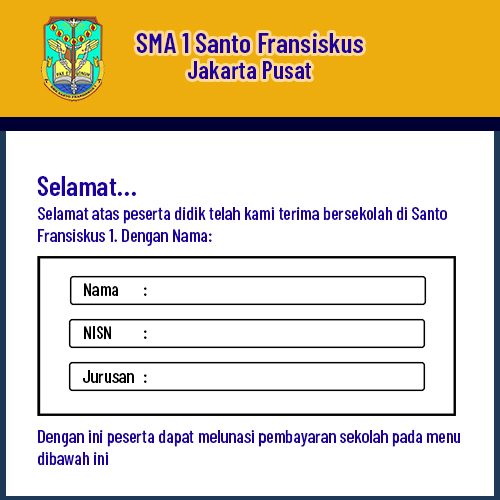 SMA 1 Santo Fransiskus
Jakarta Pusat
Selamat...
Selamat atas peserta didik telah kami terima bersekolah di Santo
Fransiskus 1. Dengan Nama:
Nama :
NISN :
Jurusan :
Dengan ini peserta dapat melunasi pembayaran sekolah pada menu
dibawah ini